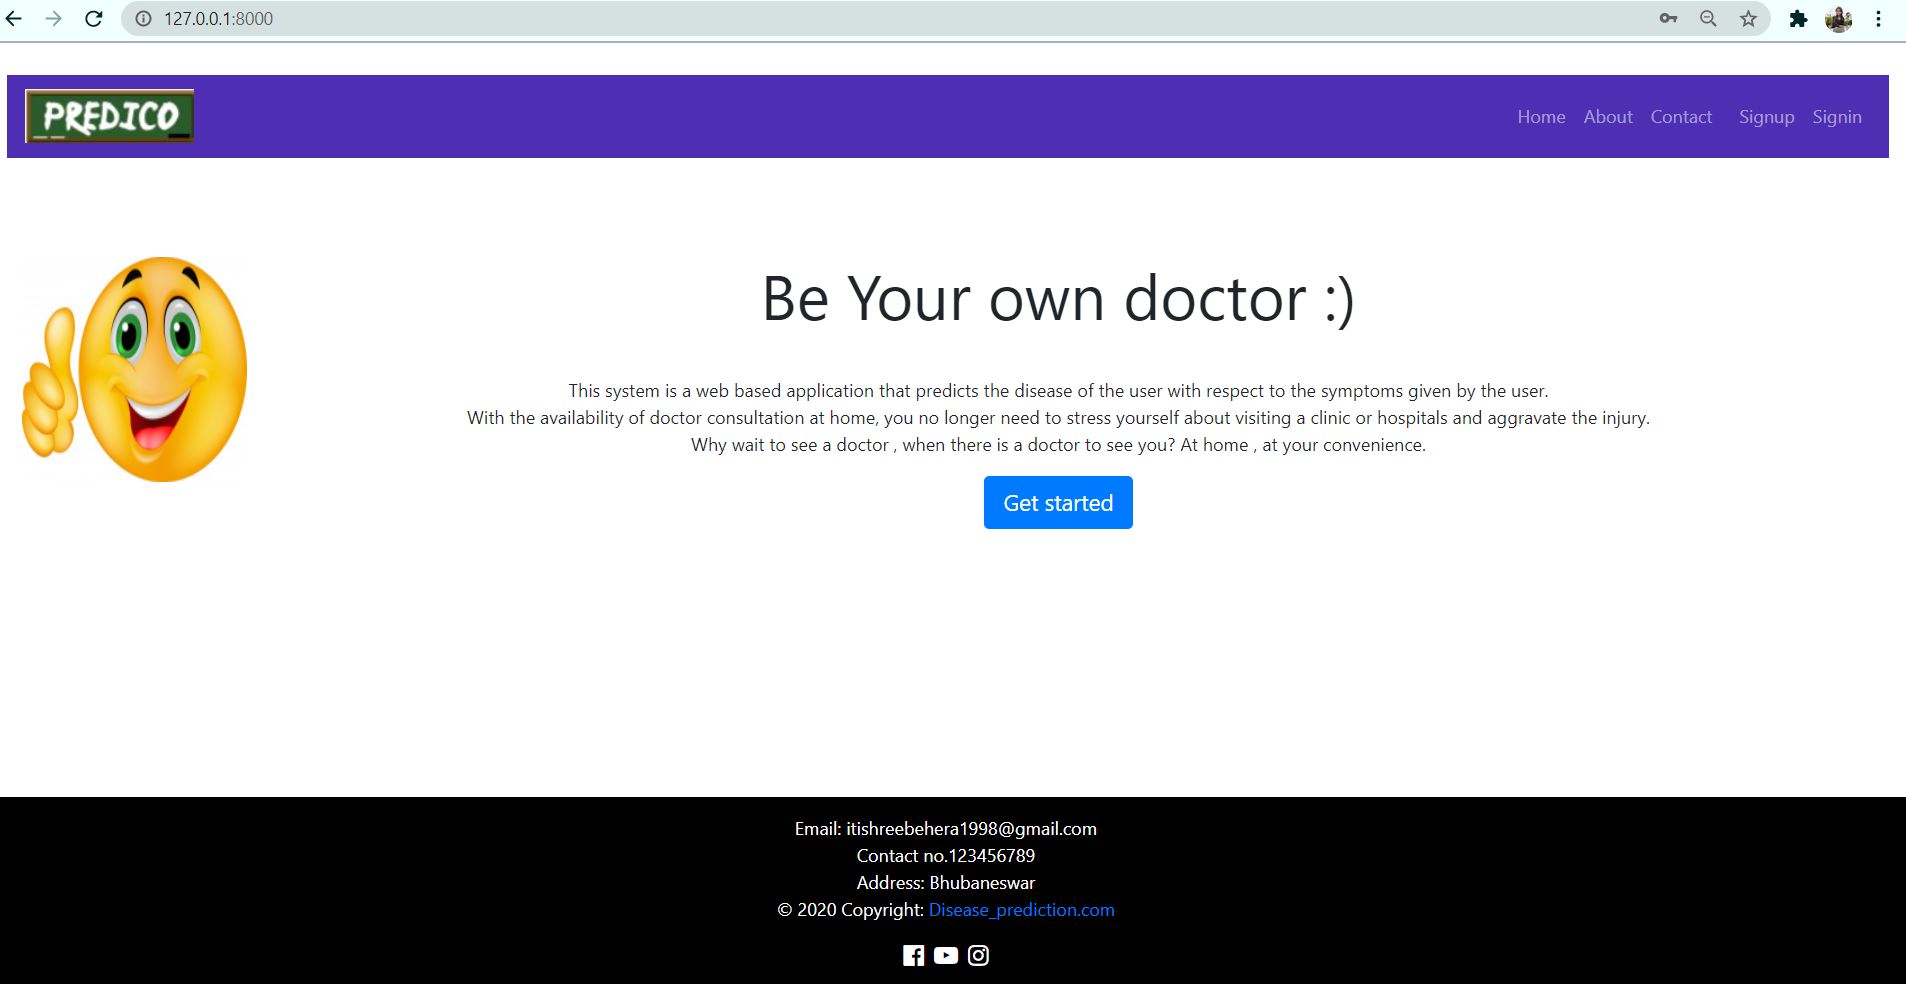 127.0.0.1:8000
PREDICO
Home About Contact Signup Signin
Be Your own doctor :)
This system is a web based application that predicts the disease of the user with respect to the symptoms given by the user.
With the availability of doctor consultation at home, you no longer need to stress yourself about visiting a clinic or hospitals and aggravate the injury.
Why wait to see a doctor , when there is a doctor to see you? At home , at your convenience.
Get started
Email: itishreebehera1998@gmail.com
Contact no.123456789
Address: Bhubaneswar
© 2020 Copyright: Disease_prediction.com